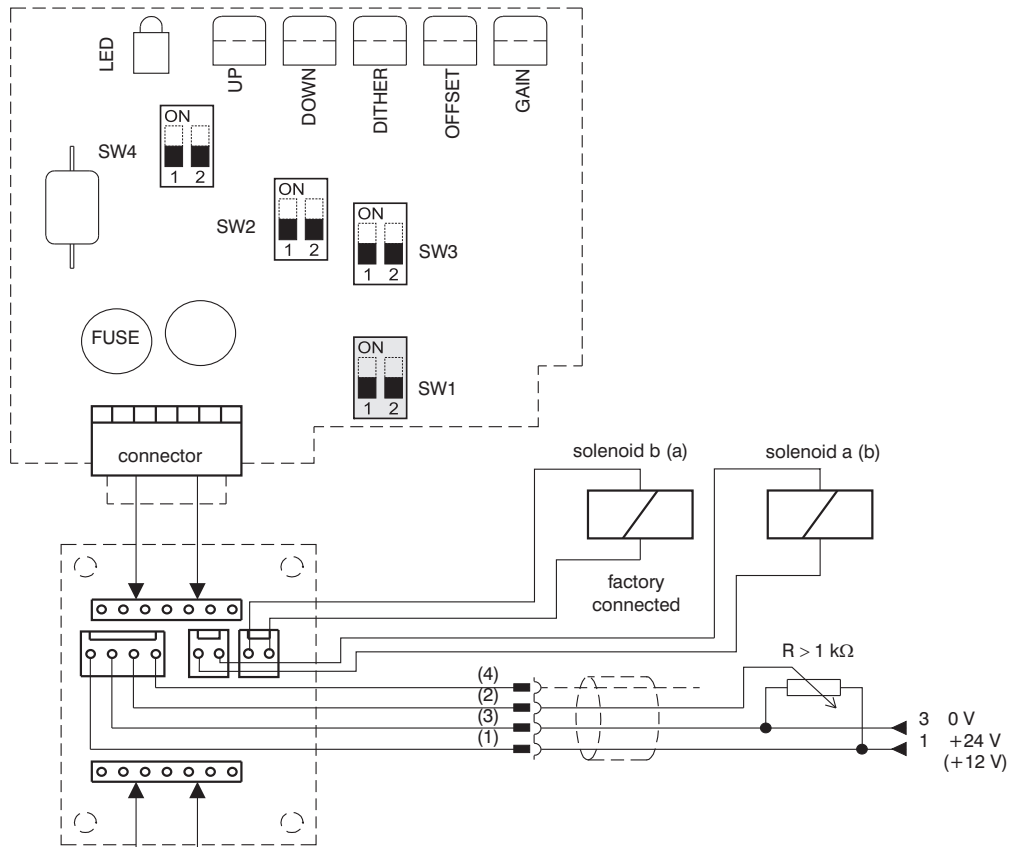 LED
UP
DOWN
DITHER
OFFSET
GAIN
ON
SW4
1 2
ON
SW2
1 2
ON
SW3
1 2
FUSE
ON
SW1
1 2
connector
solenoid b (a)
solenoid a (b)
factory
connected
R > 1 kΩ
(4)
(2)
(3)
(1)
3 0 V
1 +24 V
(+12 V)